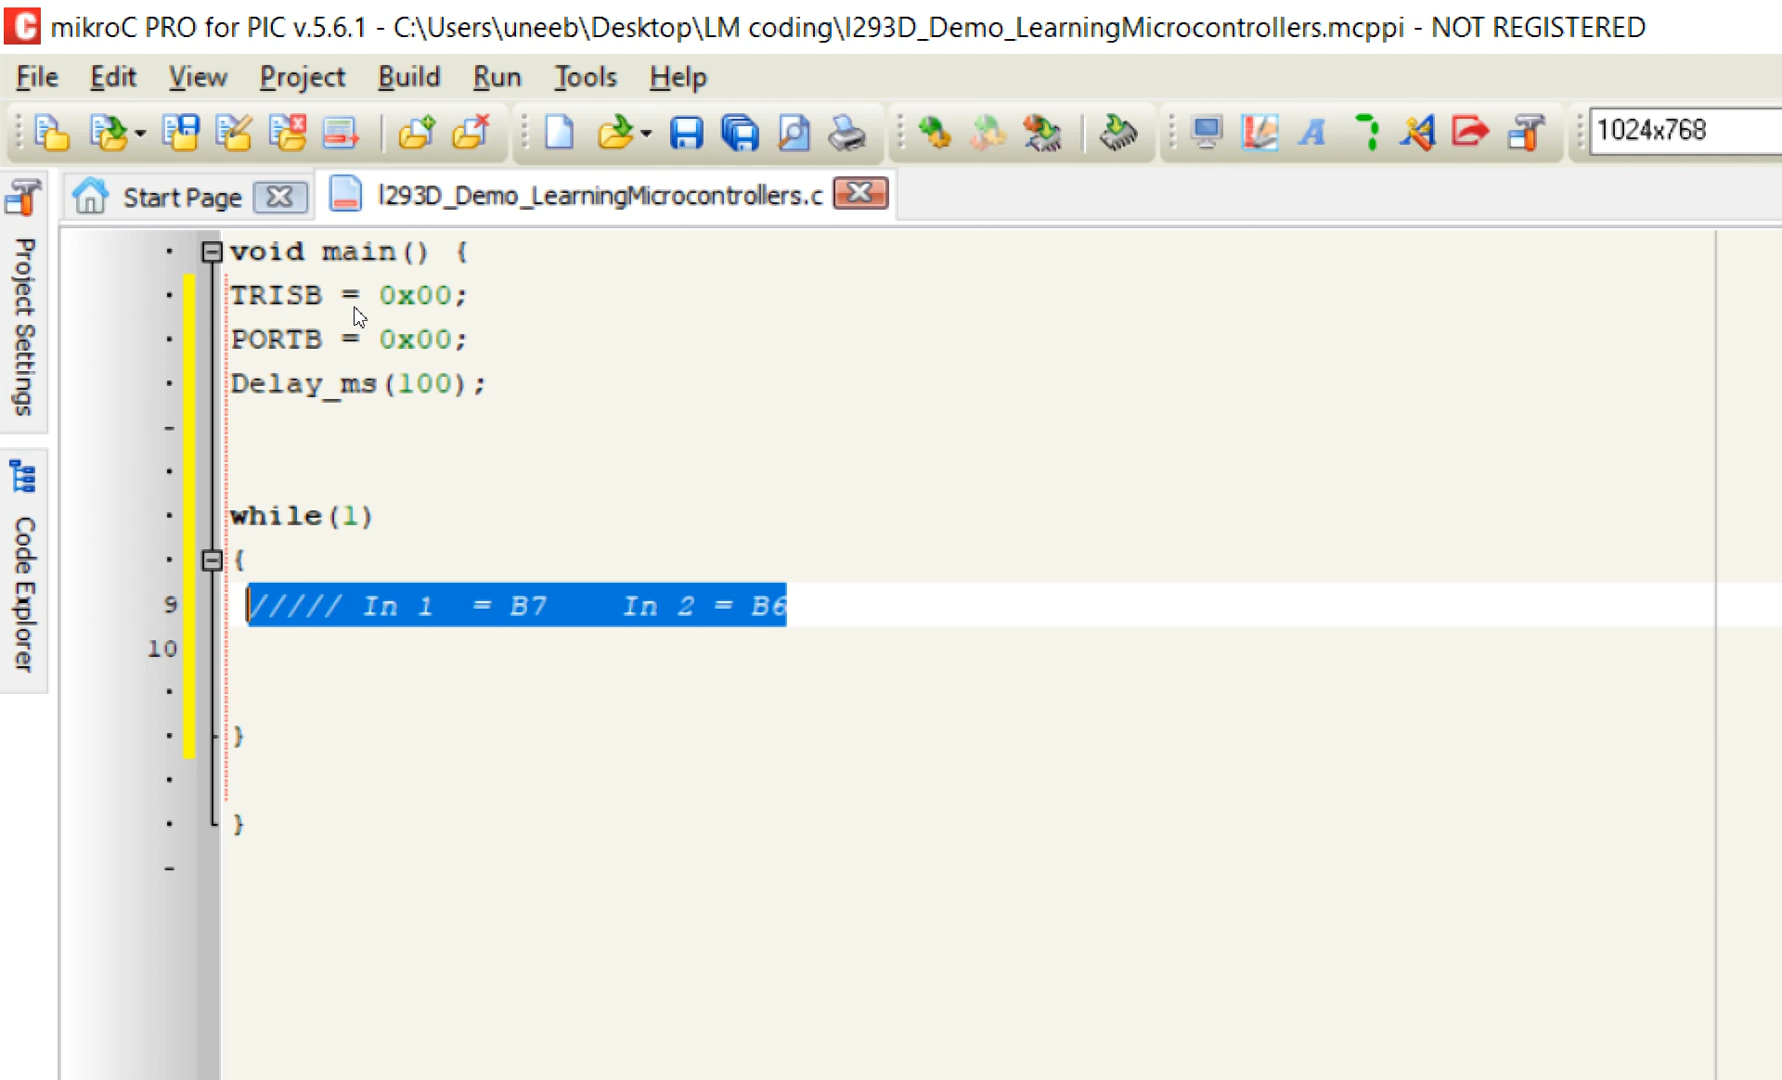 mikroC PRO for PIC v.5.6.1 - C:\Users\uneeb\Desktop\LM coding\l293D_Demo_LearningMicrocontrollers.mcppi - NOT REGISTERED
File Edit View Project Build Run Tools Help
1024x768
Start Page l293D_Demo_LearningMicrocontrollers.c
Project Settings
Code Explorer
void main() {
TRISB = 0x00;
PORTB = 0x00;
Delay_ms(100);
while(1)
{
9 ///// In 1  = B7    In 2 = B6
10
}
}